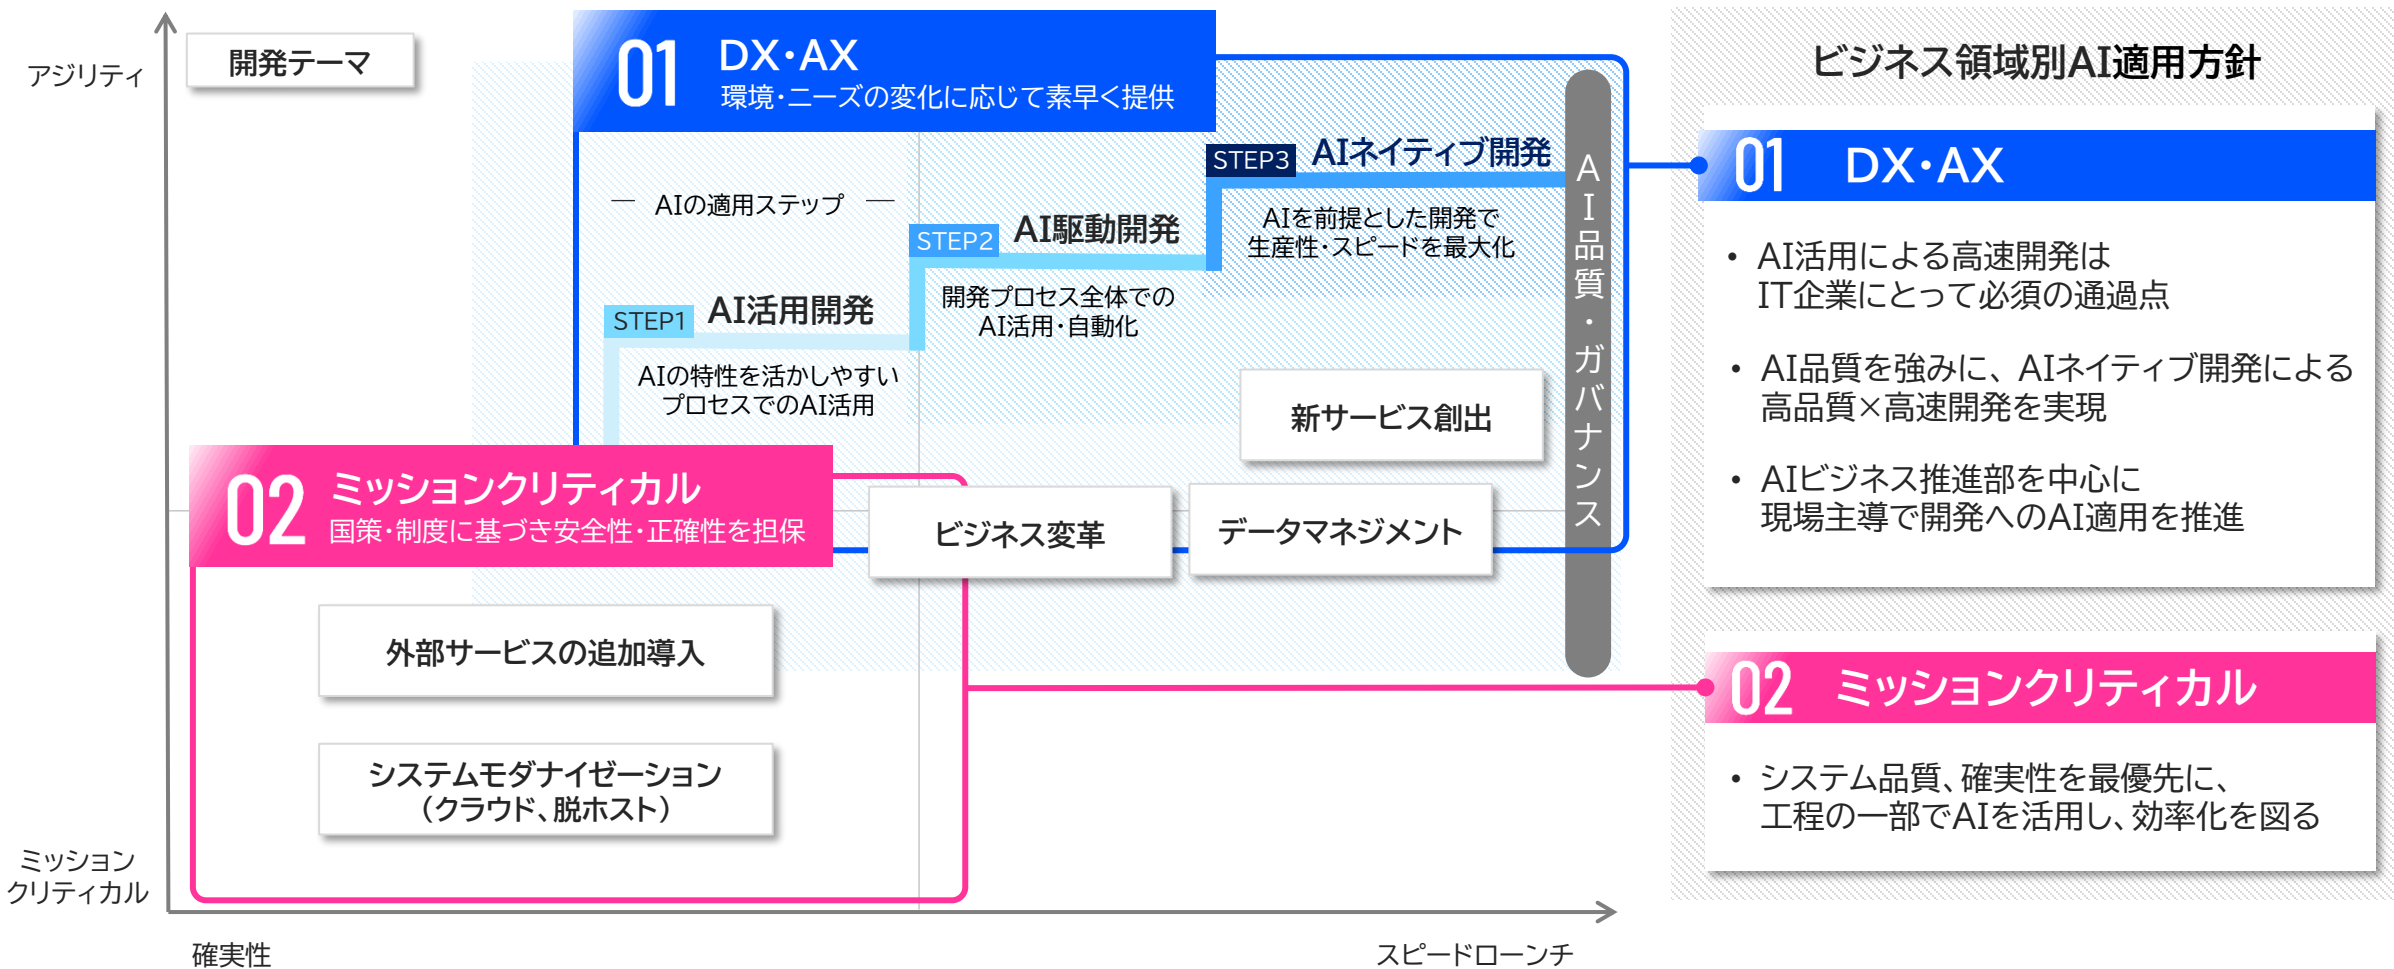 アジリティ
開発テーマ
01
DX・AX
環境・ニーズの変化に応じて素早く提供
AIの適用ステップ
STEP1
AI活用開発
AIの特性を活かしやすい
プロセスでのAI活用
STEP2
AI駆動開発
開発プロセス全体での
AI活用・自動化
STEP3
AIネイティブ開発
AIを前提とした開発で
生産性・スピードを最大化
AI品質・ガバナンス
新サービス創出
02
ミッションクリティカル
国策・制度に基づき安全性・正確性を担保
ビジネス変革
データマネジメント
外部サービスの追加導入
システムモダナイゼーション
（クラウド、脱ホスト）
ミッション
クリティカル
確実性
スピードローンチ
ビジネス領域別AI適用方針
01
DX・AX
• AI活用による高速開発は
IT企業にとって必須の通過点
• AI品質を強みに、AIネイティブ開発による
高品質×高速開発を実現
• AIビジネス推進部を中心に
現場主導で開発へのAI適用を推進
02
ミッションクリティカル
• システム品質、確実性を最優先に、
工程の一部でAIを活用し、効率化を図る